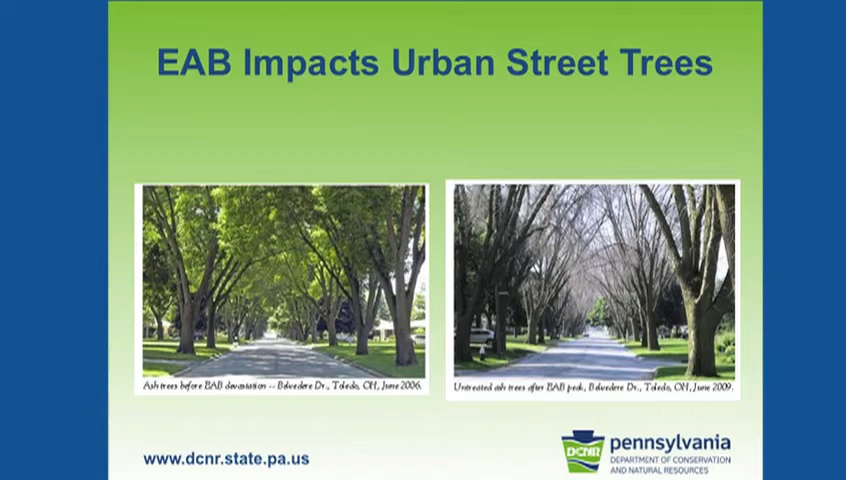 EAB Impacts Urban Street Trees
Ash trees before EAB devastation -- Belvedere Dr., Toledo, OH, June 2006.
Untreated ash trees after EAB peak, Belvedere Dr., Toledo, OH, June 2009.
www.dcnr.state.pa.us
DCNR
pennsylvania
DEPARTMENT OF CONSERVATION
AND NATURAL RESOURCES